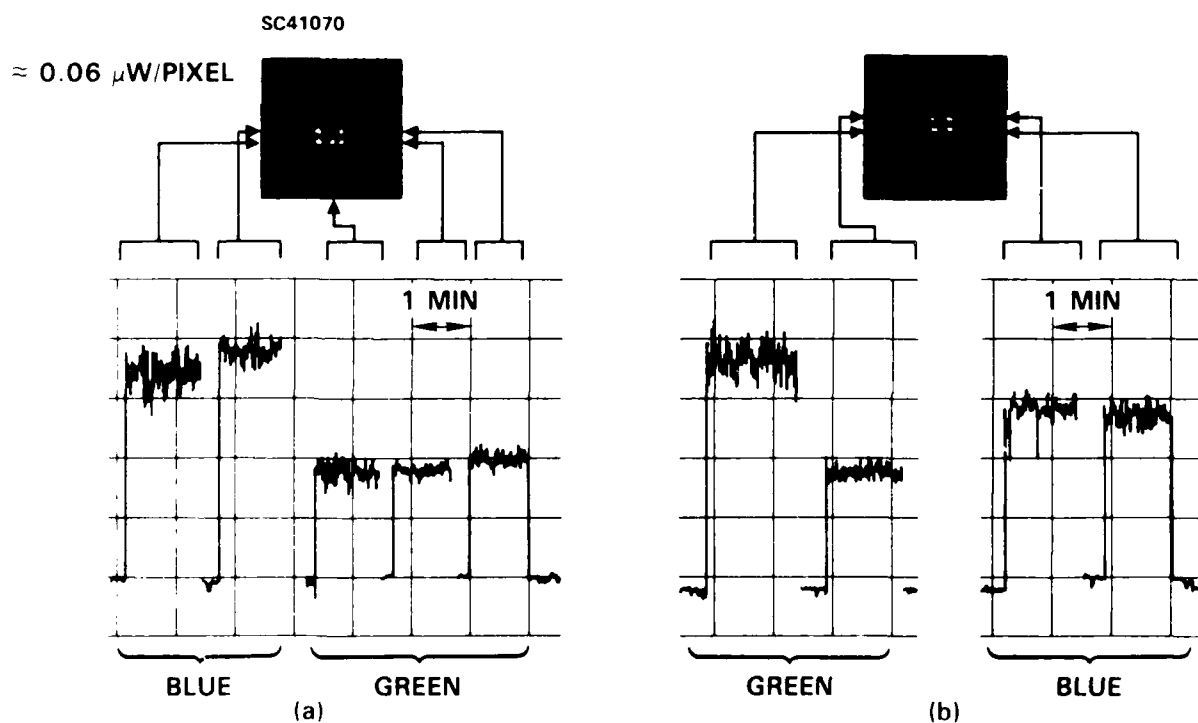 SC41070
≈ 0.06 μW/PIXEL
1 MIN
1 MIN
BLUE
GREEN
GREEN
BLUE
(a)
(b)